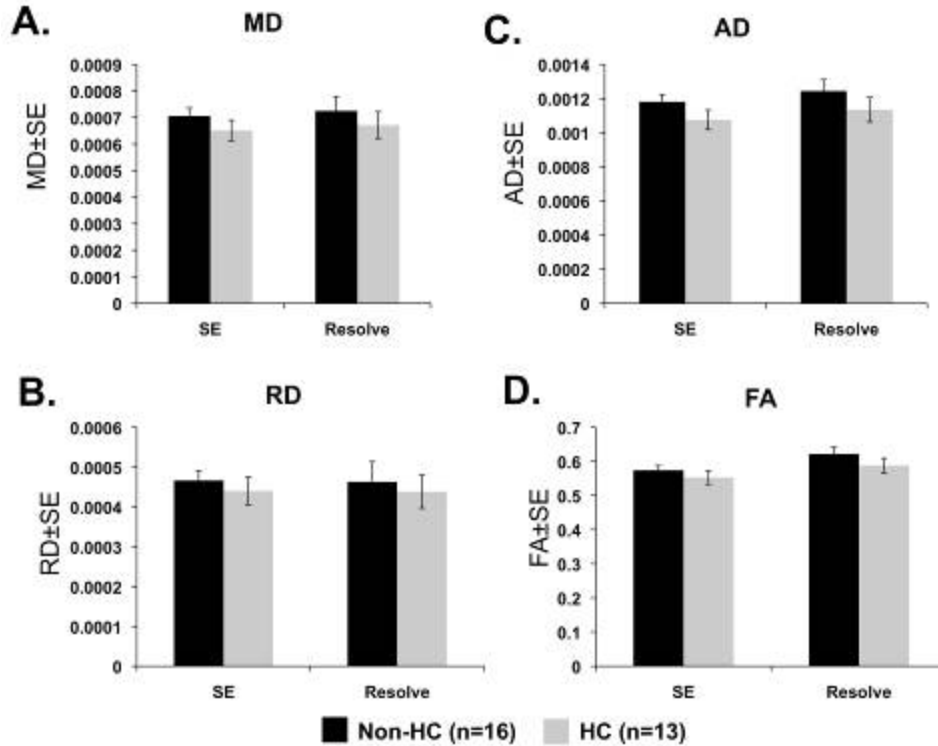 A. MD
MD±SE
0.0009
0.0008
0.0007
0.0006
0.0005
0.0004
0.0003
0.0002
0.0001
0
SE Resolve
B. RD
RD±SE
0.0006
0.0005
0.0004
0.0003
0.0002
0.0001
0
SE Resolve
C. AD
AD±SE
0.0014
0.0012
0.001
0.0008
0.0006
0.0004
0.0002
0
SE Resolve
D. FA
FA±SE
0.7
0.6
0.5
0.4
0.3
0.2
0.1
0
SE Resolve
Non-HC (n=16) HC (n=13)